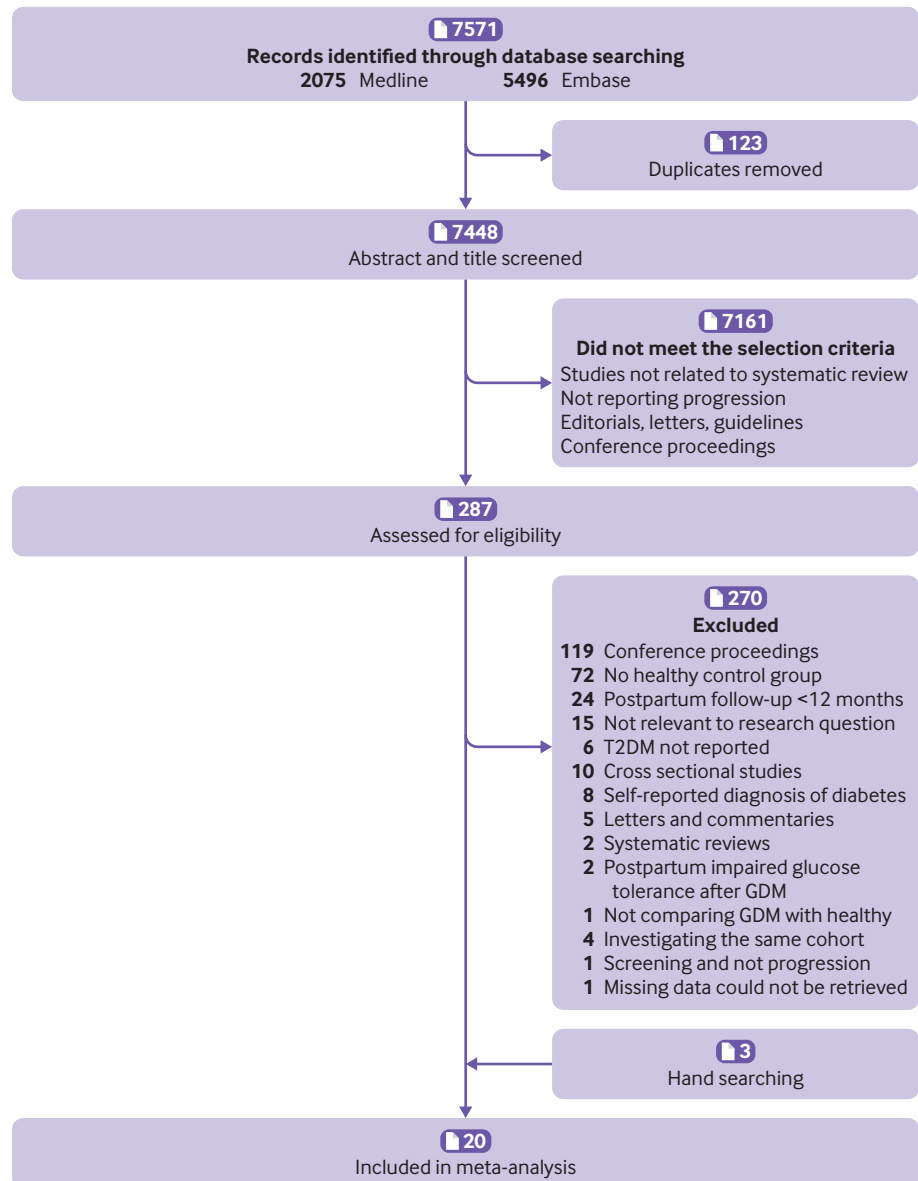 7571
Records identified through database searching
2075 Medline 5496 Embase
123
Duplicates removed
7448
Abstract and title screened
7161
Did not meet the selection criteria
Studies not related to systematic review
Not reporting progression
Editorials, letters, guidelines
Conference proceedings
287
Assessed for eligibility
270
Excluded
119 Conference proceedings
72 No healthy control group
24 Postpartum follow-up <12 months
15 Not relevant to research question
6 T2DM not reported
10 Cross sectional studies
8 Self-reported diagnosis of diabetes
5 Letters and commentaries
2 Systematic reviews
2 Postpartum impaired glucose
tolerance after GDM
1 Not comparing GDM with healthy
4 Investigating the same cohort
1 Screening and not progression
1 Missing data could not be retrieved
3
Hand searching
20
Included in meta-analysis